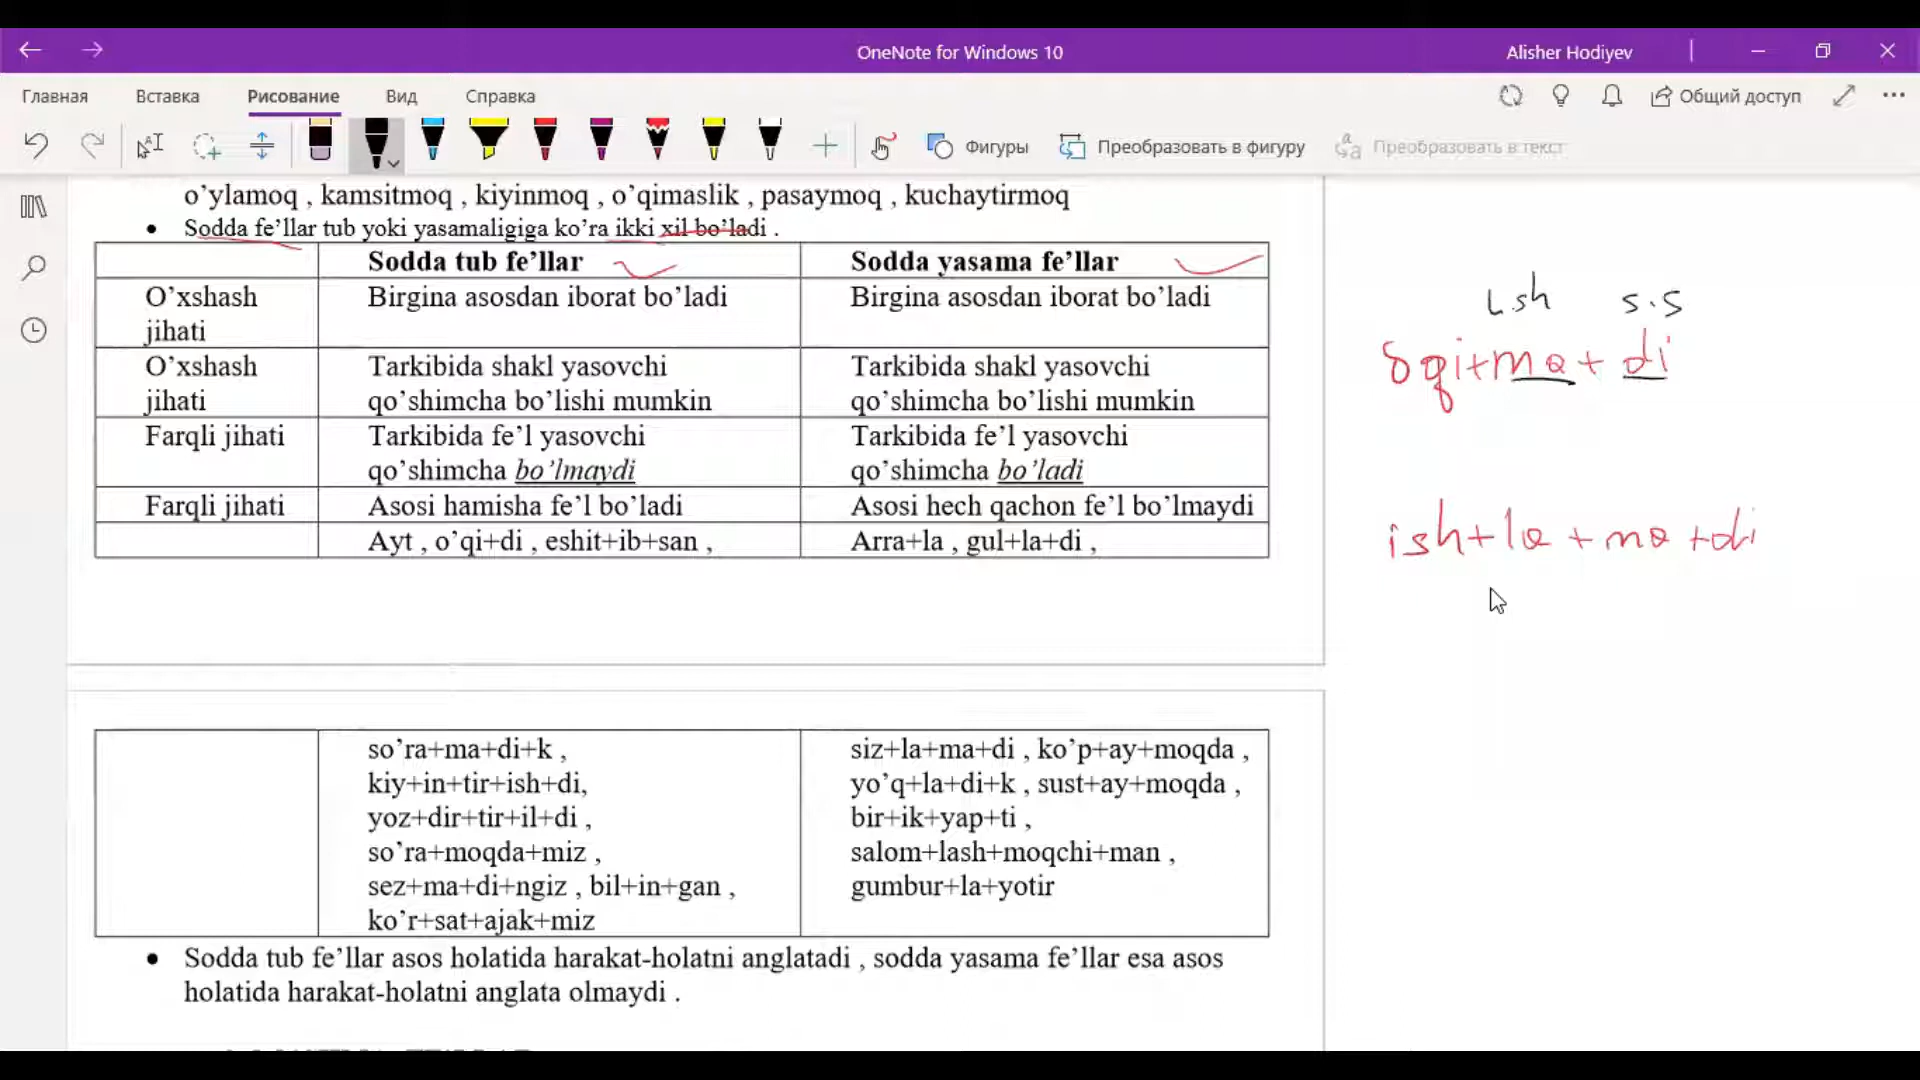 OneNote for Windows 10
Alisher Hodiyev
Главная Вставка Рисование Вид Справка
Общий доступ
Фигуры Преобразовать в фигуру Преобразовать в текст
o’ylamoq , kamsitmoq , kiyinmoq , o’qimaslik , pasaymoq , kuchaytirmoq
• Sodda fe’llar tub yoki yasamaligiga ko’ra ikki xil bo’ladi .
Sodda tub fe’llar Sodda yasama fe’llar
O’xshash Birgina asosdan iborat bo’ladi Birgina asosdan iborat bo’ladi
jihati
O’xshash Tarkibida shakl yasovchi Tarkibida shakl yasovchi
jihati qo’shimcha bo’lishi mumkin qo’shimcha bo’lishi mumkin
Farqli jihati Tarkibida fe’l yasovchi Tarkibida fe’l yasovchi
qo’shimcha bo’lmaydi qo’shimcha bo’ladi
Farqli jihati Asosi hamisha fe’l bo’ladi Asosi hech qachon fe’l bo’lmaydi
Ayt , o’qi+di , eshit+ib+san , Arra+la , gul+la+di ,
so’ra+ma+di+k , siz+la+ma+di , ko’p+ay+moqda ,
kiy+in+tir+ish+di, yo’q+la+di+k , sust+ay+moqda ,
yoz+dir+tir+il+di , bir+ik+yap+ti ,
so’ra+moqda+miz , salom+lash+moqchi+man ,
sez+ma+di+ngiz , bil+in+gan , gumbur+la+yotir
ko’r+sat+ajak+miz
• Sodda tub fe’llar asos holatida harakat-holatni anglatadi , sodda yasama fe’llar esa asos
holatida harakat-holatni anglata olmaydi .
L.sh s.s
õqi+ma+di
ish+la+ma+di